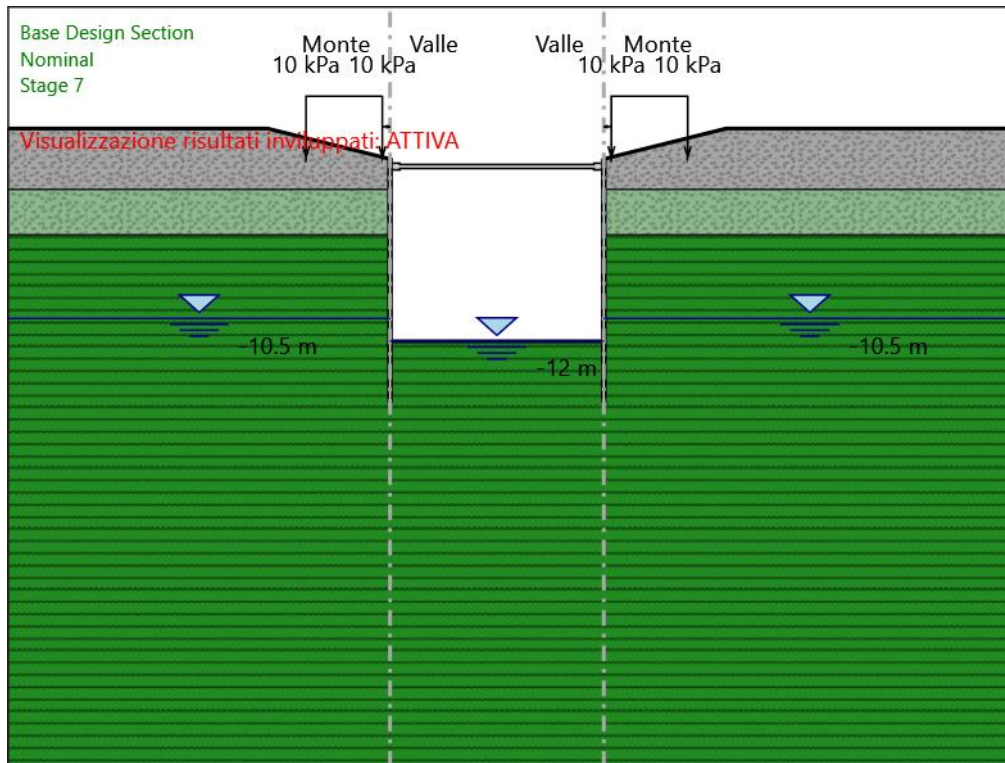 Base Design Section
Nominal
Stage 7
Monte Valle Valle Monte
10 kPa 10 kPa 10 kPa 10 kPa
Visualizzazione risultati inviluppati: ATTIVA
-10.5 m -10.5 m
-12 m